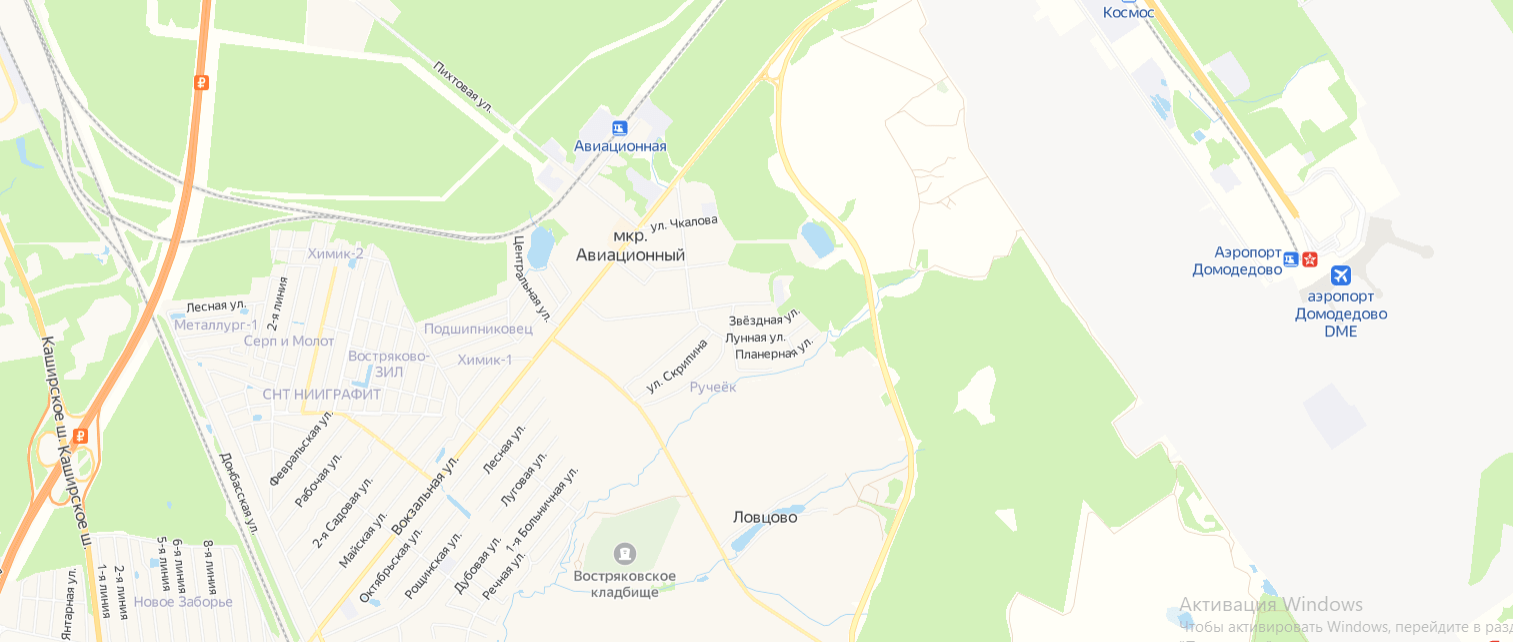 Космос
Пихтовая ул.
Авиационная
ул. Чкалова
мкр.
Авиационный
Центральная ул.
Химик-2
Аэропорт
Домодедово
аэропорт
Домодедово
DME
2-я линия
Лесная ул.
Металлург-1
Серп и Молот
Подшипниковец
Звёздная ул.
Лунная ул.
Планерная ул.
Востряково-
ЗИЛ
Химик-1
ул. Скрипина
Ручеёк
СНТ НИИГРАФИТ
Каширское ш.
Каширское ш.
Февральская ул.
Рабочая ул.
2-я Садовая ул.
Майская ул.
Вокзальная ул.
Октябрьская ул.
Рощинская ул.
Лесная ул.
Луговая ул.
1-я Больничная ул.
Дубовая ул.
Речная ул.
Донбасская ул.
Ловцово
Востряковское
кладбище
8-я линия
6-я линия
5-я линия
2-я линия
1-я линия
Янтарная ул.
Новое Заборье
Активация Windows
Чтобы активировать Windows, перейдите в разд